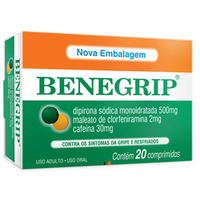 Nova Embalagem
BENEGRIP®
dipirona sódica monoidratada 500mg
maleato de clorfeniramina 2mg
cafeína 30mg
CONTRA OS SINTOMAS DA GRIPE E RESFRIADOS
USO ADULTO - USO ORAL
Contém 20 comprimidos